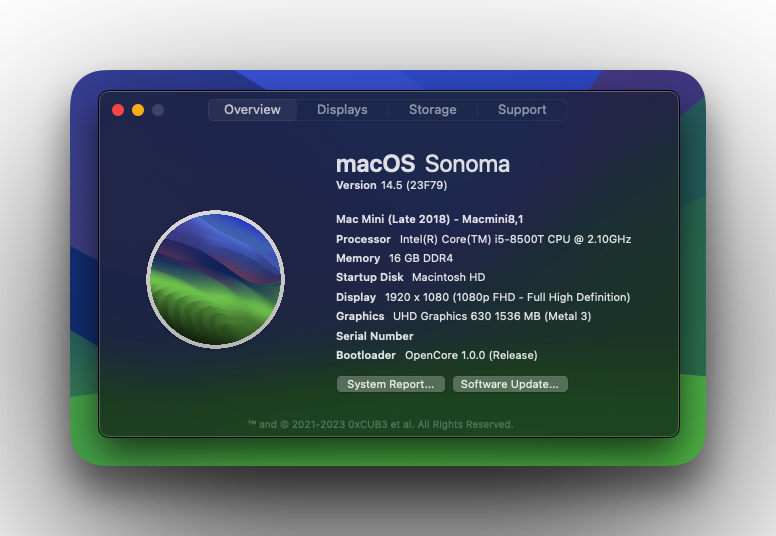 Overview Displays Storage Support
macOS Sonoma
Version 14.5 (23F79)
Mac Mini (Late 2018) - Macmini8,1
Processor Intel(R) Core(TM) i5-8500T CPU @ 2.10GHz
Memory 16 GB DDR4
Startup Disk Macintosh HD
Display 1920 x 1080 (1080p FHD - Full High Definition)
Graphics UHD Graphics 630 1536 MB (Metal 3)
Serial Number
Bootloader OpenCore 1.0.0 (Release)
System Report... Software Update...
™ and © 2021-2023 0xCUB3 et al. All Rights Reserved.